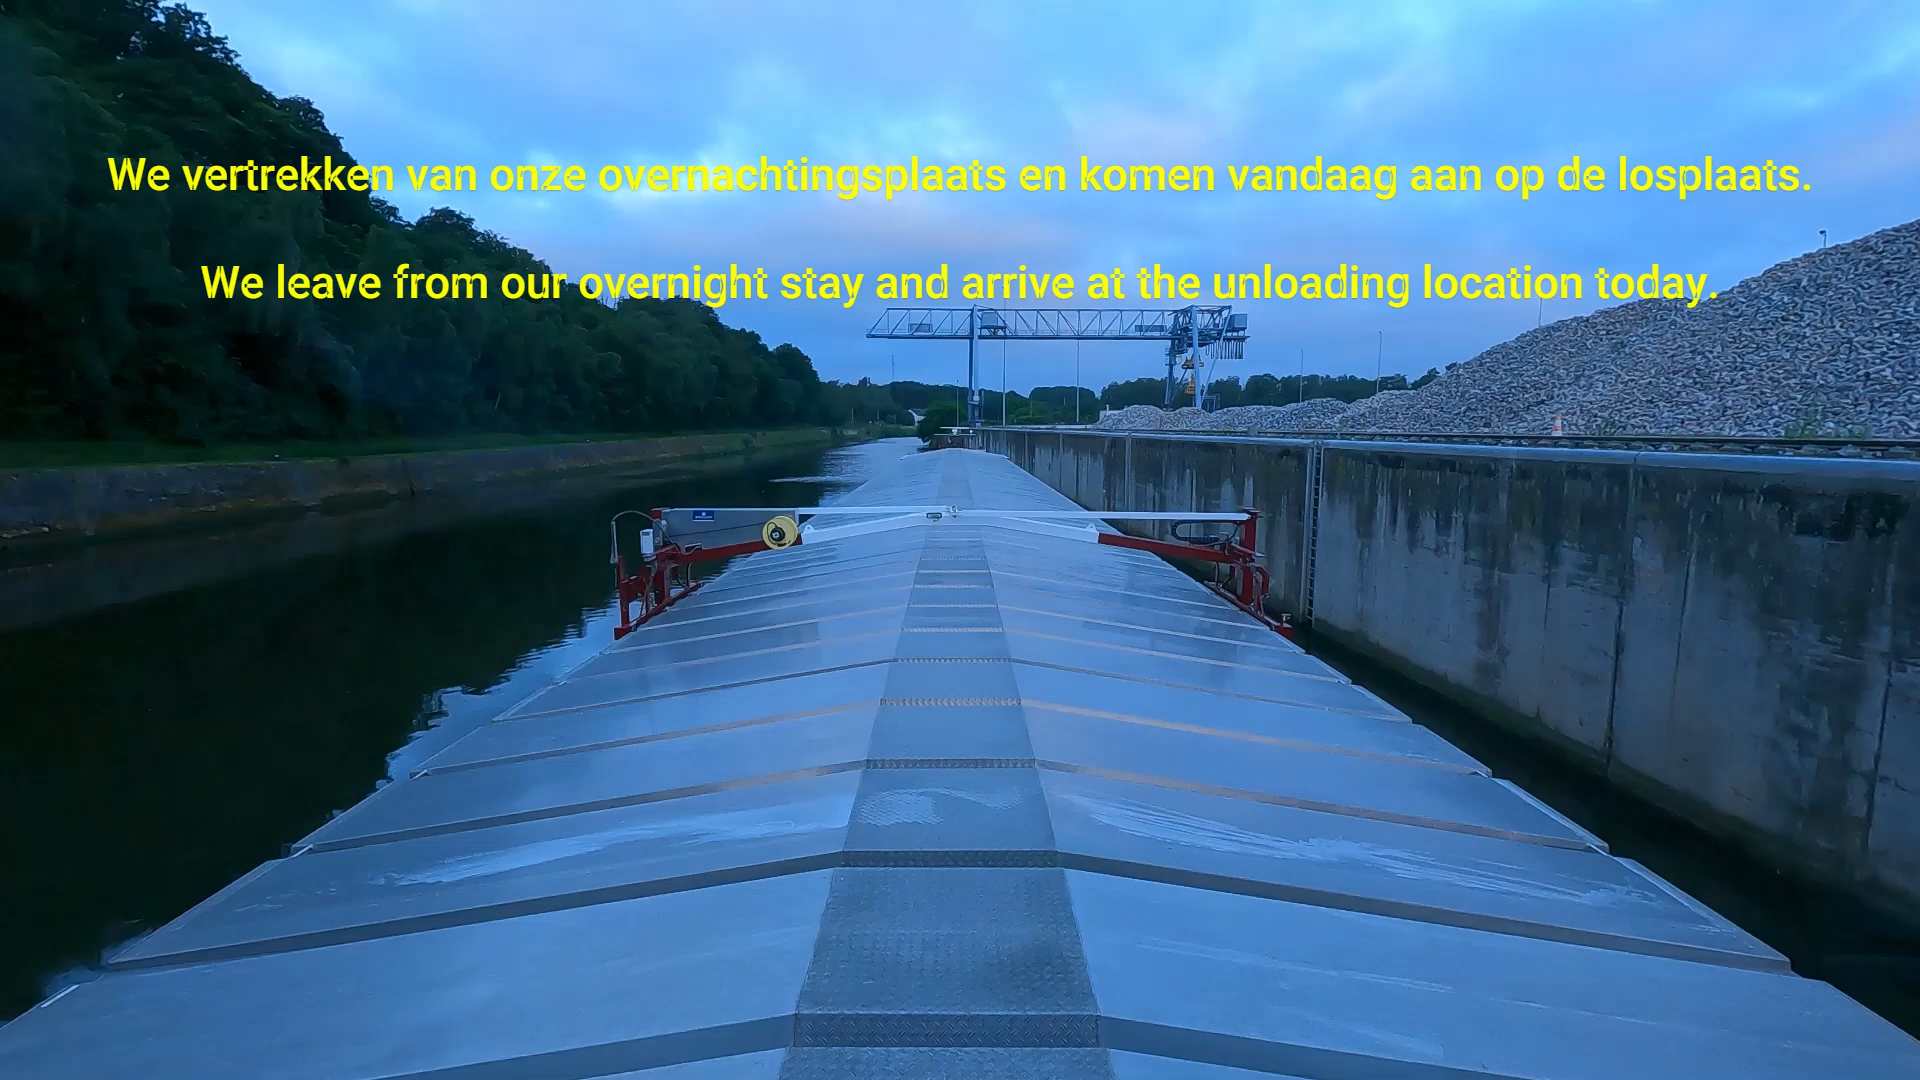 We vertrekken van onze overnachtingsplaats en komen vandaag aan op de losplaats.
We leave from our overnight stay and arrive at the unloading location today.